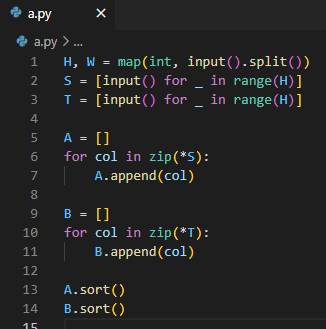 a.py ×
a.py > ...
1 H, W = map(int, input().split())
2 S = [input() for _ in range(H)]
3 T = [input() for _ in range(H)]
4
5 A = []
6 for col in zip(*S):
7     A.append(col)
8
9 B = []
10 for col in zip(*T):
11     B.append(col)
12
13 A.sort()
14 B.sort()
15